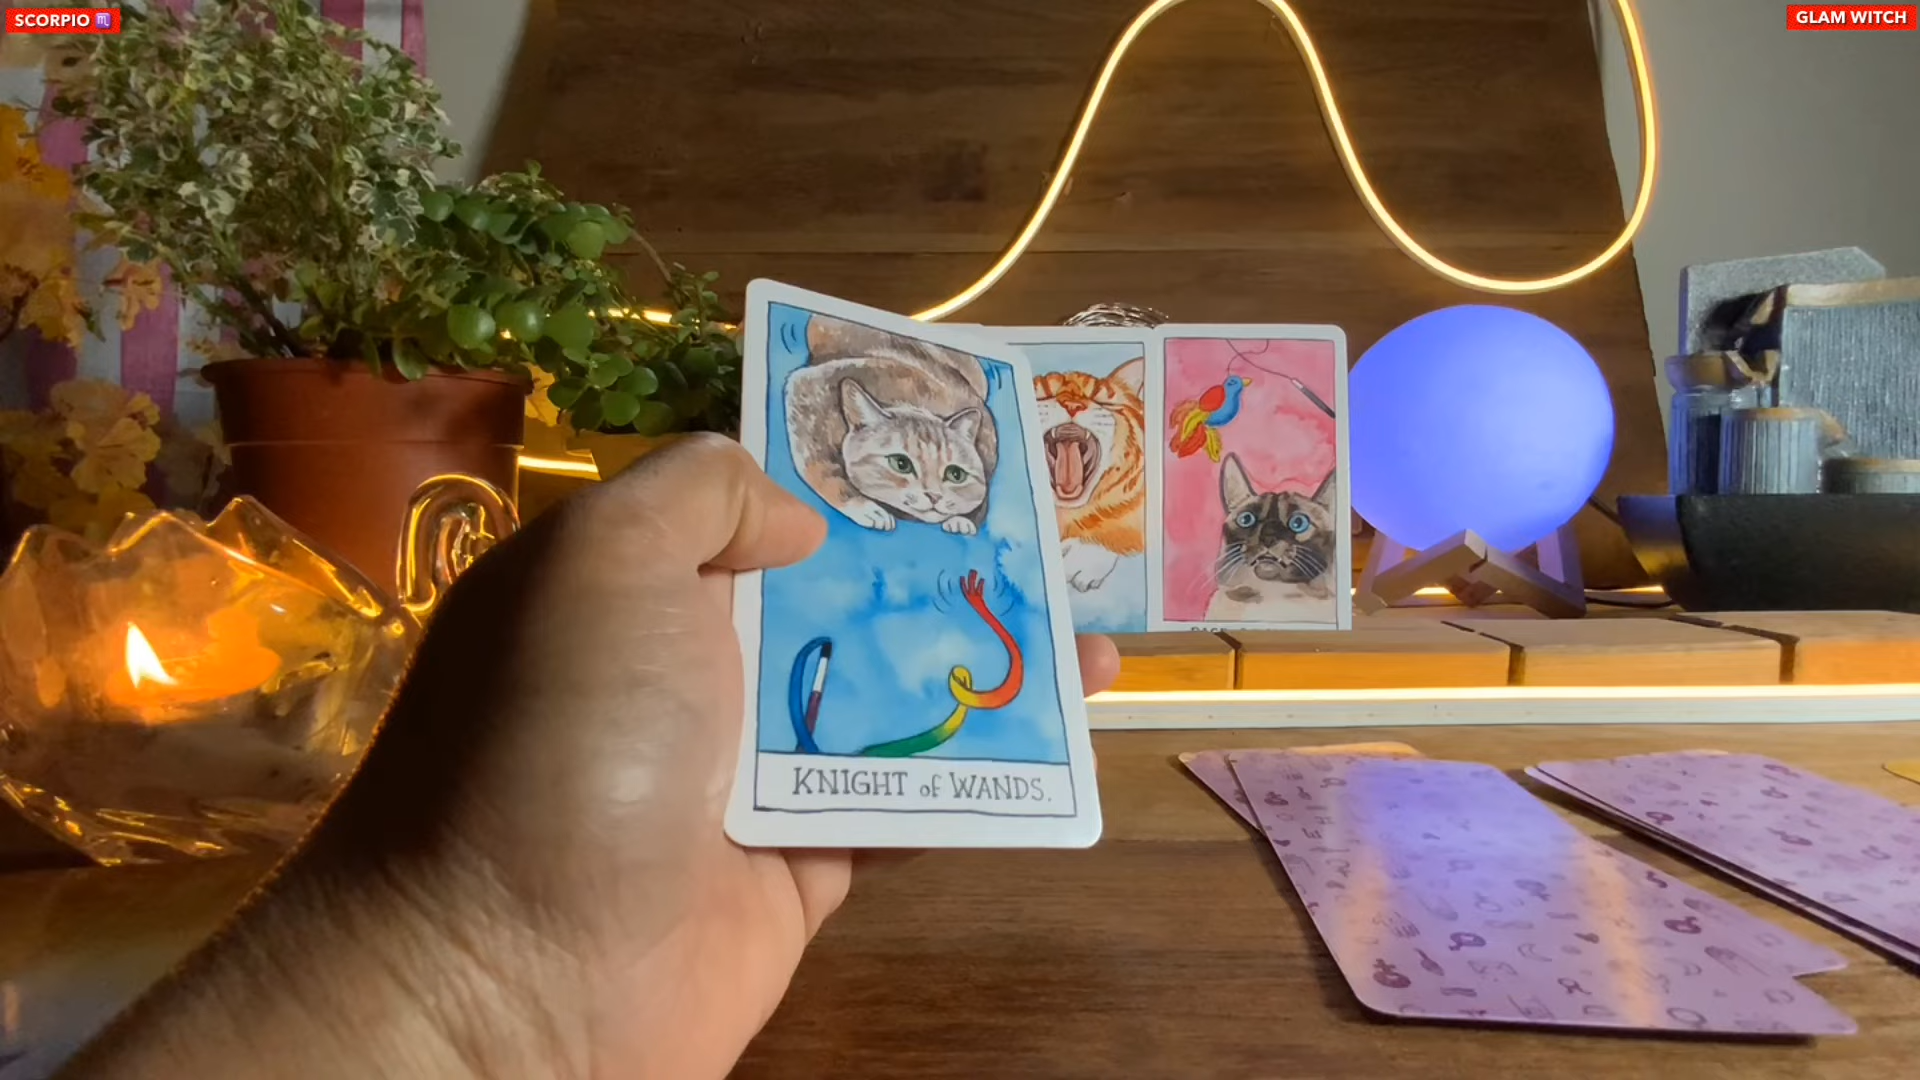 SCORPIO ♏
GLAM WITCH
KNIGHT of WANDS.